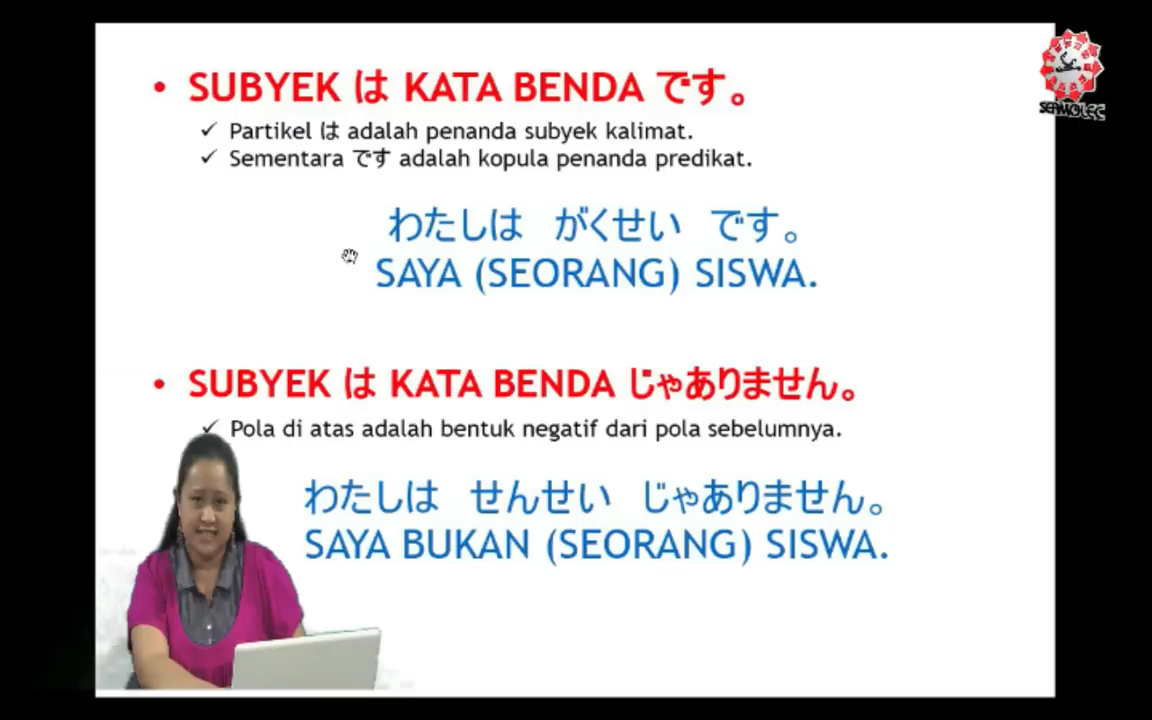 • SUBYEK は KATA BENDA です。
✓ Partikel は adalah penanda subyek kalimat.
✓ Sementara です adalah kopula penanda predikat.
わたしは がくせい です。
SAYA (SEORANG) SISWA.
• SUBYEK は KATA BENDA じゃありません。
✓ Pola di atas adalah bentuk negatif dari pola sebelumnya.
わたしは せんせい じゃありません。
SAYA BUKAN (SEORANG) SISWA.
SEAMOLEC